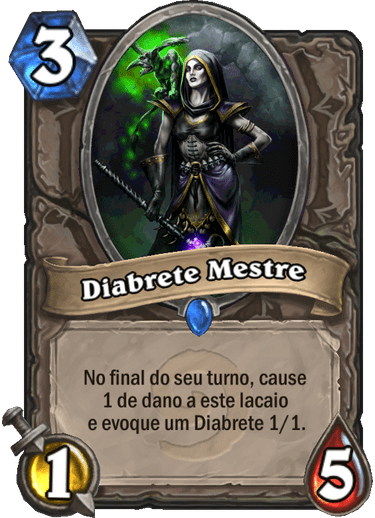 3
Diabrete Mestre
No final do seu turno, cause
1 de dano a este lacaio
e evoque um Diabrete 1/1.
1
5